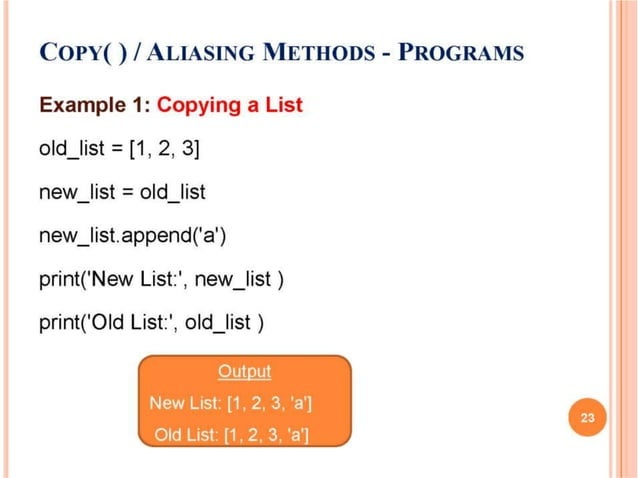 COPY( ) / ALIASING METHODS - PROGRAMS
Example 1: Copying a List
old_list = [1, 2, 3]
new_list = old_list
new_list.append('a')
print('New List:', new_list )
print('Old List:', old_list )
Output
New List: [1, 2, 3, 'a']
Old List: [1, 2, 3, 'a']
23